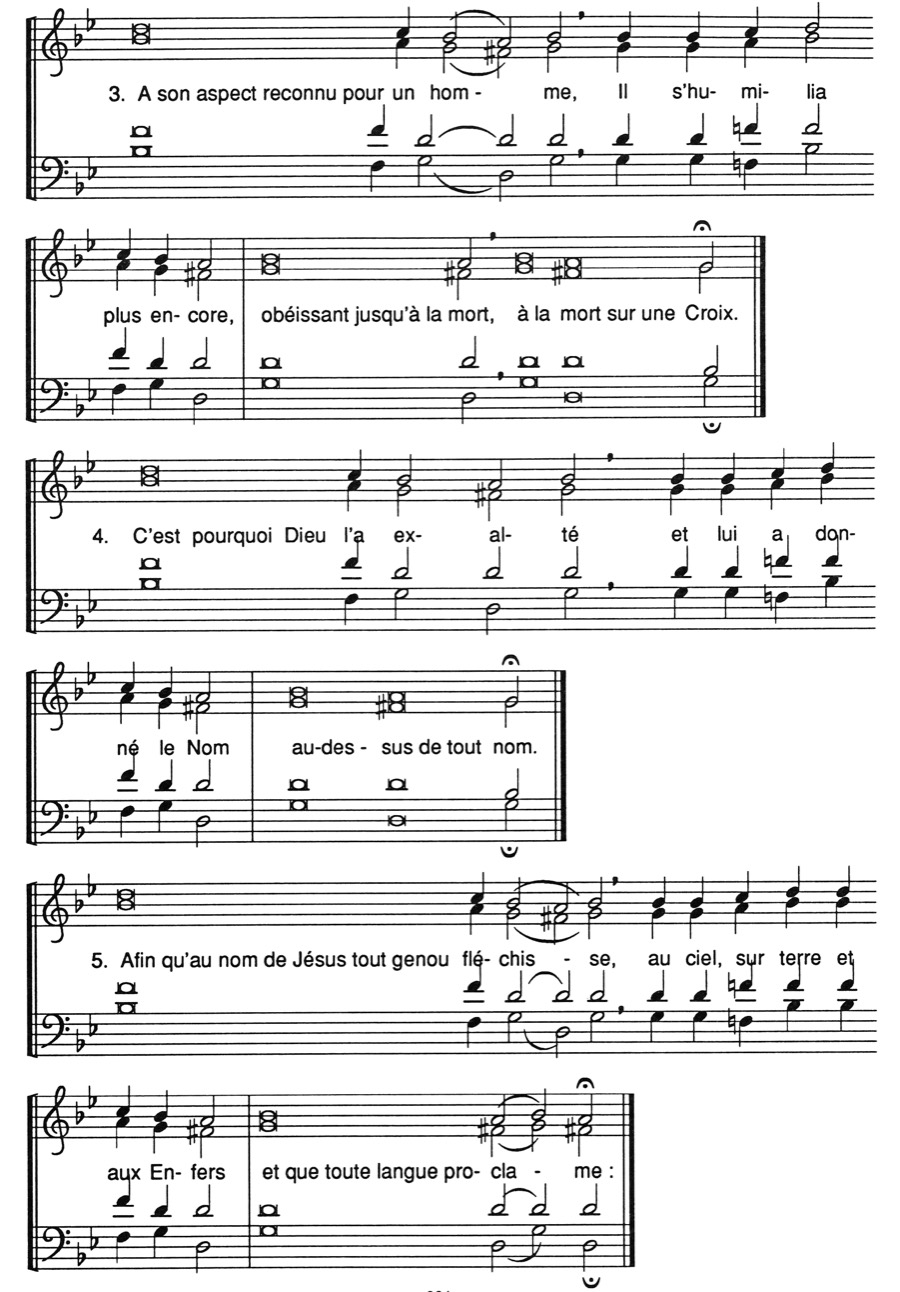 3. A son aspect reconnu pour un hom - me, Il s'hu- mi- lia
plus en- core, obéissant jusqu'à la mort, à la mort sur une Croix.
4. C'est pourquoi Dieu l'a ex- al- té et lui a don-
né le Nom au-des - sus de tout nom.
5. Afin qu'au nom de Jésus tout genou flé- chis - se, au ciel, sur terre et
aux En- fers et que toute langue pro- cla - me :